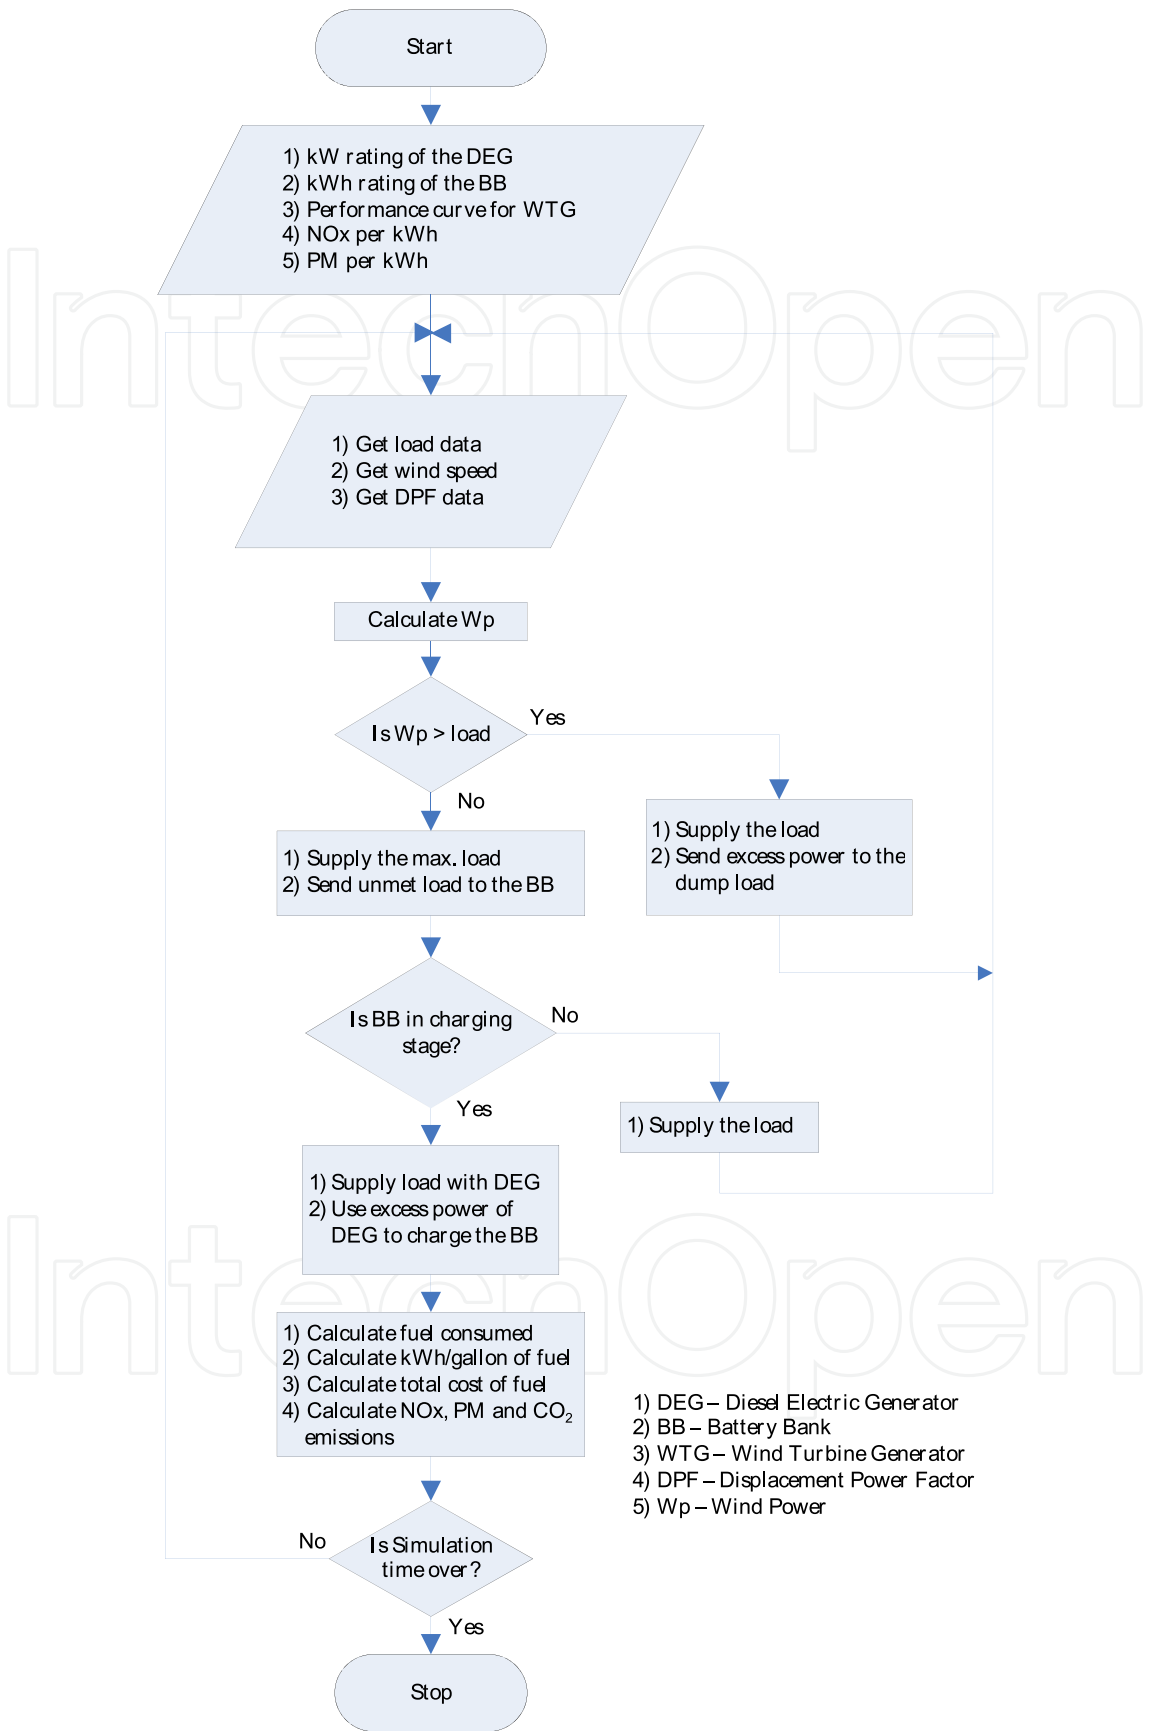 Start
1) kW rating of the DEG
2) kWh rating of the BB
3) Performance curve for WTG
4) NOx per kWh
5) PM per kWh
IntechOpen
1) Get load data
2) Get wind speed
3) Get DPF data
Calculate Wp
Is Wp > load
Yes
No
1) Supply the max. load
2) Send unmet load to the BB
1) Supply the load
2) Send excess power to the
dump load
Is BB in charging
stage?
No
Yes
1) Supply the load
1) Supply load with DEG
2) Use excess power of
DEG to charge the BB
IntechOpen
1) Calculate fuel consumed
2) Calculate kWh/gallon of fuel
3) Calculate total cost of fuel
4) Calculate NOx, PM and CO₂
emissions
1) DEG – Diesel Electric Generator
2) BB – Battery Bank
3) WTG – Wind Turbine Generator
4) DPF – Displacement Power Factor
5) Wp – Wind Power
Is Simulation
time over?
No
Yes
Stop